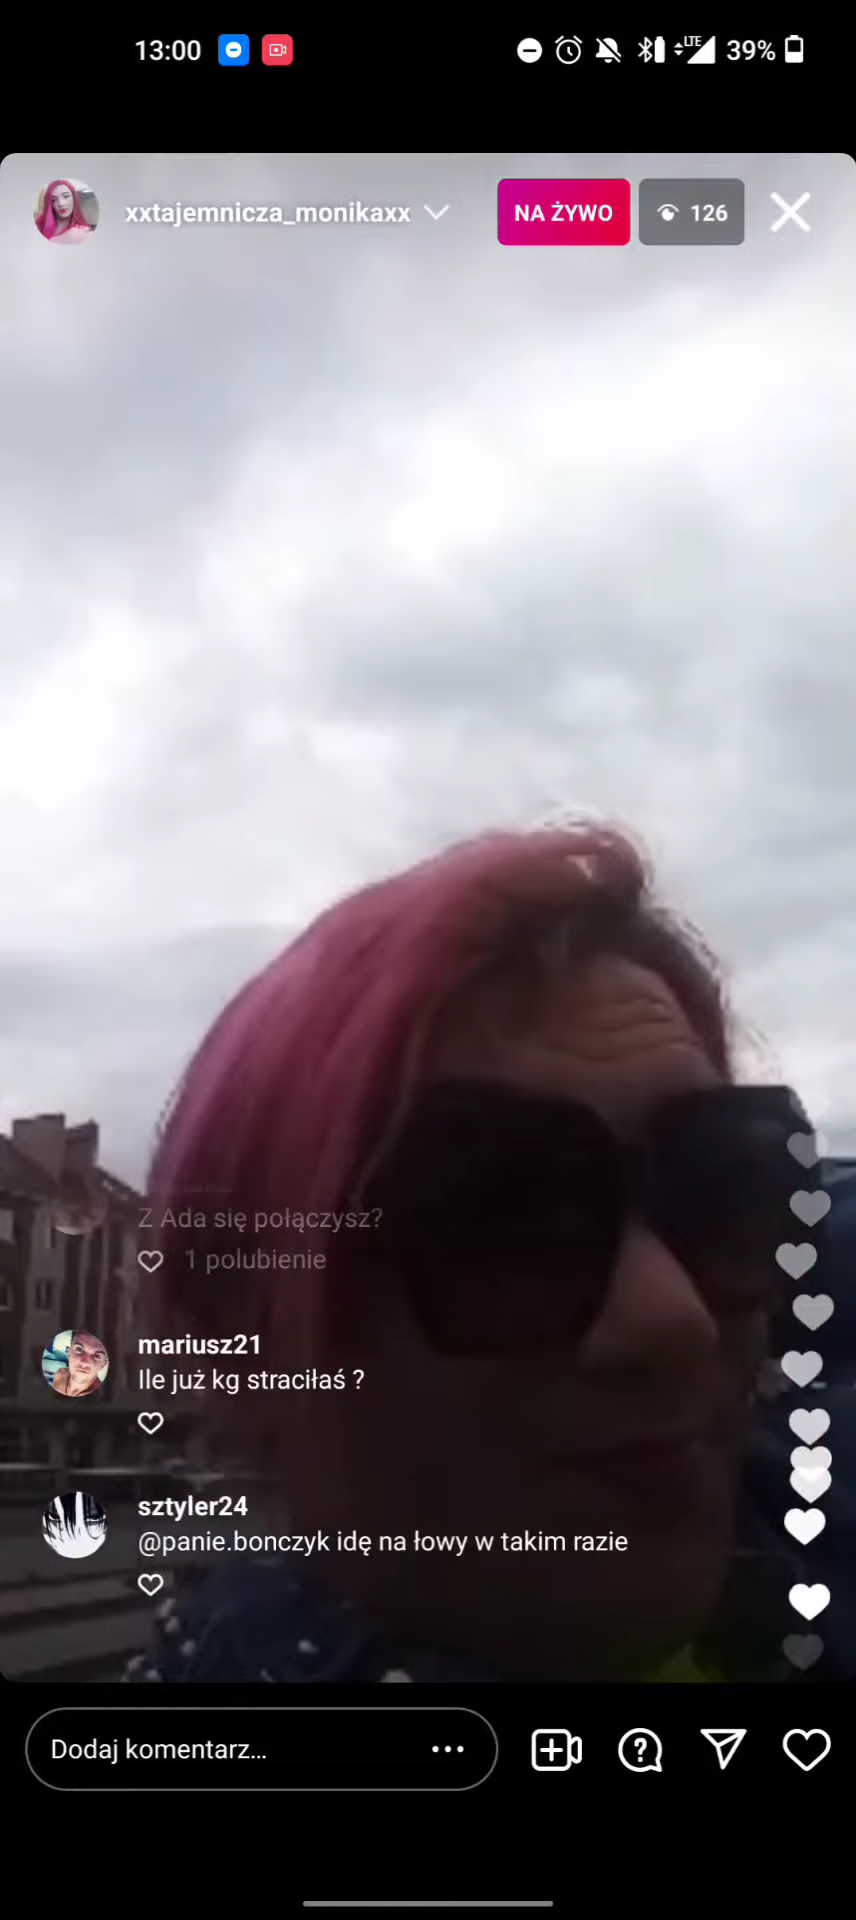 13:00
LTE
39%
xxtajemnicza_monikaxx
NA ŻYWO
126
Z Ada się połączysz?
1 polubienie
mariusz21
Ile już kg straciłaś ?
sztyler24
@panie.bonczyk idę na łowy w takim razie
Dodaj komentarz...